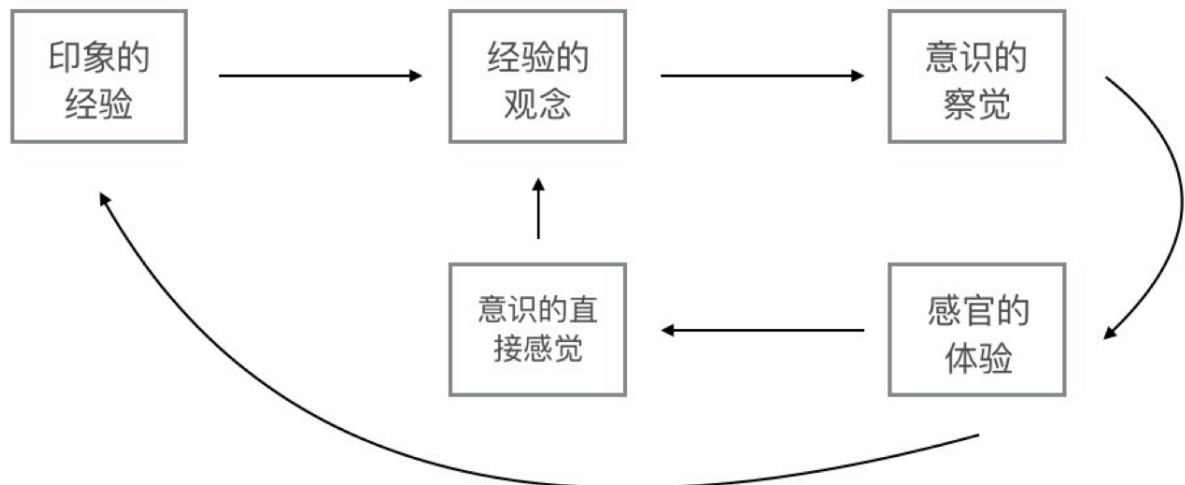 印象的
经验
经验的
观念
意识的
察觉
意识的直
接感觉
感官的
体验